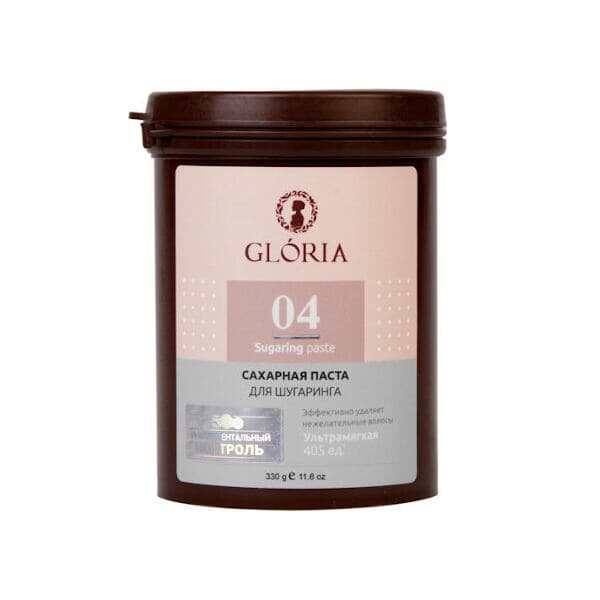 GLÓRIA
04
Sugaring paste
САХАРНАЯ ПАСТА
ДЛЯ ШУГАРИНГА
Эффективно удаляет
нежелательные волосы
Ультрамягкая
405 ед.
330 g e 11.6 oz